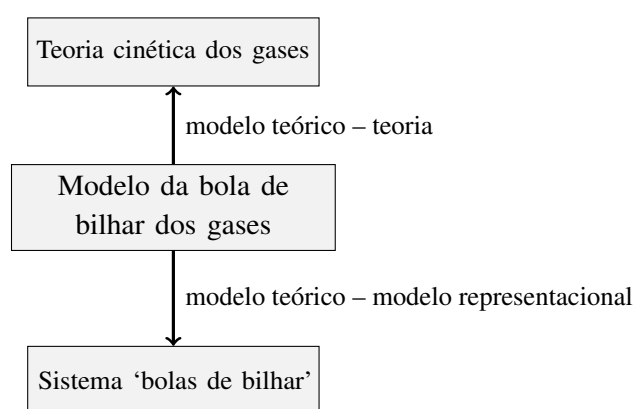 Teoria cinética dos gases
modelo teórico – teoria
Modelo da bola de
bilhar dos gases
modelo teórico – modelo representacional
Sistema ‘bolas de bilhar’